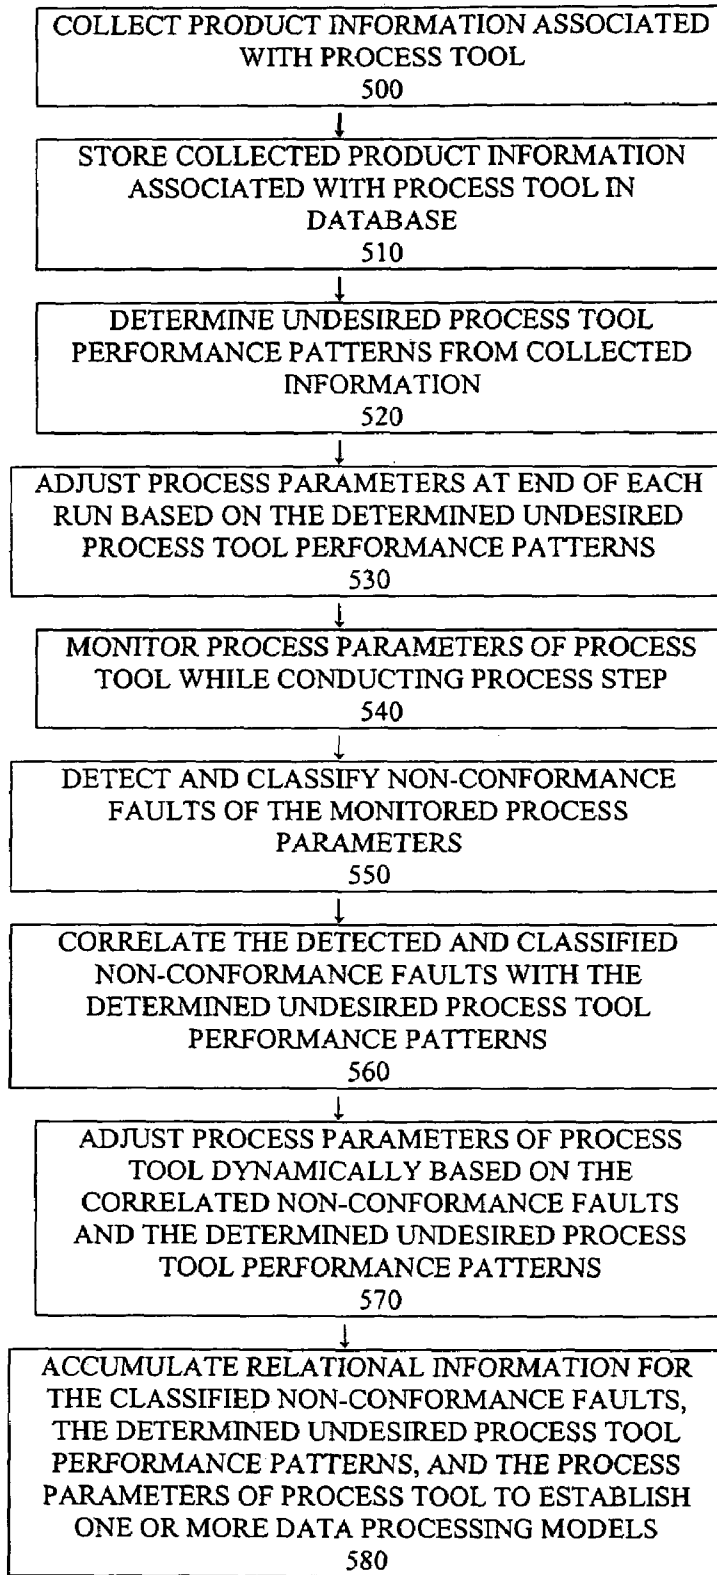 COLLECT PRODUCT INFORMATION ASSOCIATED
WITH PROCESS TOOL
500
STORE COLLECTED PRODUCT INFORMATION
ASSOCIATED WITH PROCESS TOOL IN
DATABASE
510
DETERMINE UNDESIRED PROCESS TOOL
PERFORMANCE PATTERNS FROM COLLECTED
INFORMATION
520
ADJUST PROCESS PARAMETERS AT END OF EACH
RUN BASED ON THE DETERMINED UNDESIRED
PROCESS TOOL PERFORMANCE PATTERNS
530
MONITOR PROCESS PARAMETERS OF PROCESS
TOOL WHILE CONDUCTING PROCESS STEP
540
DETECT AND CLASSIFY NON-CONFORMANCE
FAULTS OF THE MONITORED PROCESS
PARAMETERS
550
CORRELATE THE DETECTED AND CLASSIFIED
NON-CONFORMANCE FAULTS WITH THE
DETERMINED UNDESIRED PROCESS TOOL
PERFORMANCE PATTERNS
560
ADJUST PROCESS PARAMETERS OF PROCESS
TOOL DYNAMICALLY BASED ON THE
CORRELATED NON-CONFORMANCE FAULTS
AND THE DETERMINED UNDESIRED PROCESS
TOOL PERFORMANCE PATTERNS
570
ACCUMULATE RELATIONAL INFORMATION FOR
THE CLASSIFIED NON-CONFORMANCE FAULTS,
THE DETERMINED UNDESIRED PROCESS TOOL
PERFORMANCE PATTERNS, AND THE PROCESS
PARAMETERS OF PROCESS TOOL TO ESTABLISH
ONE OR MORE DATA PROCESSING MODELS
580